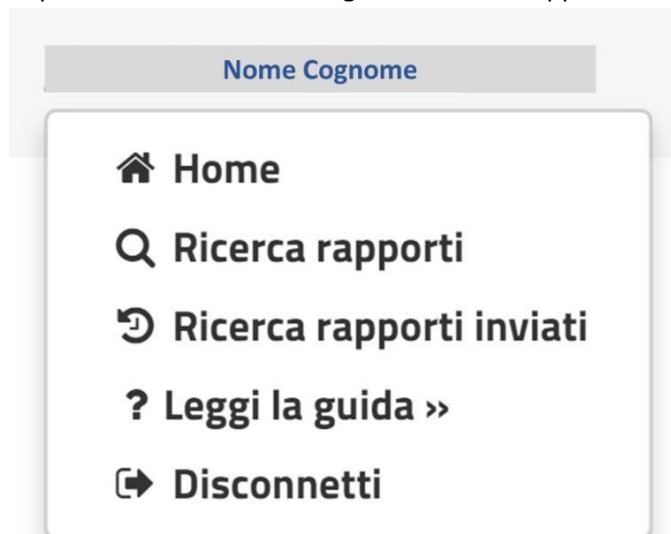 Nome Cognome
Home
Ricerca rapporti
Ricerca rapporti inviati
? Leggi la guida »
Disconnetti